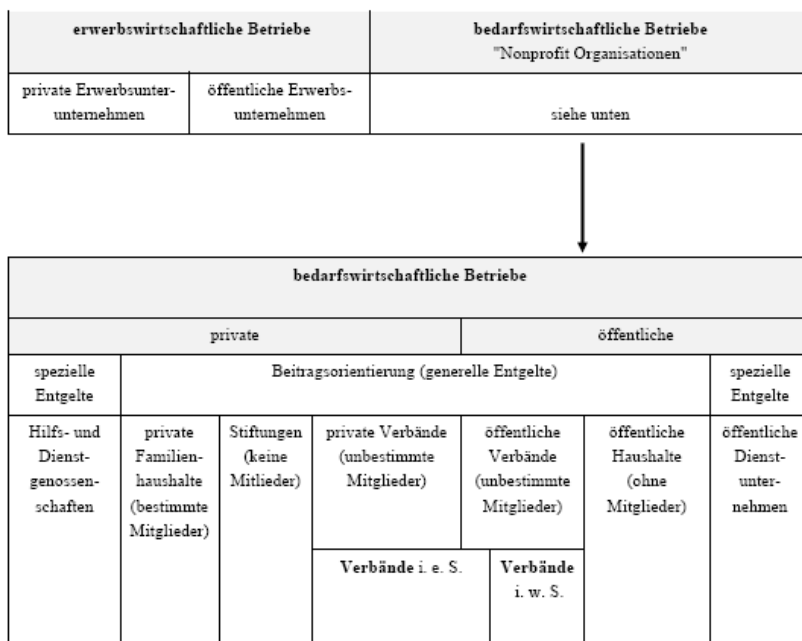 erwerbswirtschaftliche Betriebe
bedarfswirtschaftliche Betriebe
"Nonprofit Organisationen"
private Erwerbsunter-
unternehmen
öffentliche Erwerbs-
unternehmen
siehe unten
bedarfswirtschaftliche Betriebe
private
öffentliche
spezielle
Entgelte
Beitragsorientierung (generelle Entgelte)
spezielle
Entgelte
Hilfs- und
Dienst-
genossen-
schaften
private
Familien-
haushalte
(bestimmte
Mitglieder)
Stiftungen
(keine
Mitlieder)
private Verbände
(unbestimmte
Mitglieder)
öffentliche
Verbände
(unbestimmte
Mitglieder)
öffentliche
Haushalte
(ohne
Mitglieder)
öffentliche
Dienst-
unter-
nehmen
Verbände i. e. S.
Verbände
i. w. S.